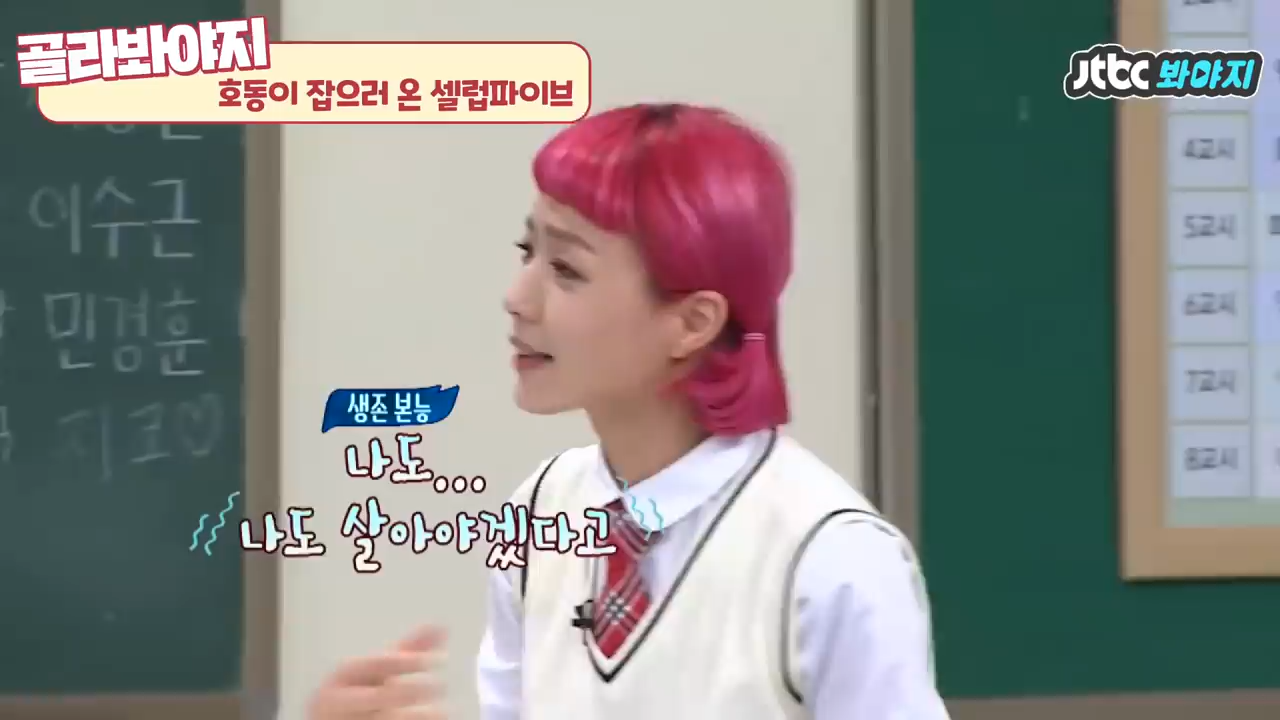 골라봐야지
호동이 잡으러 온 셀럽파이브
jtbc 봐야지
이수근
민경훈
지코♡
4교시
5교시
6교시
7교시
8교시
생존 본능
나도...
나도 살아야겠다고